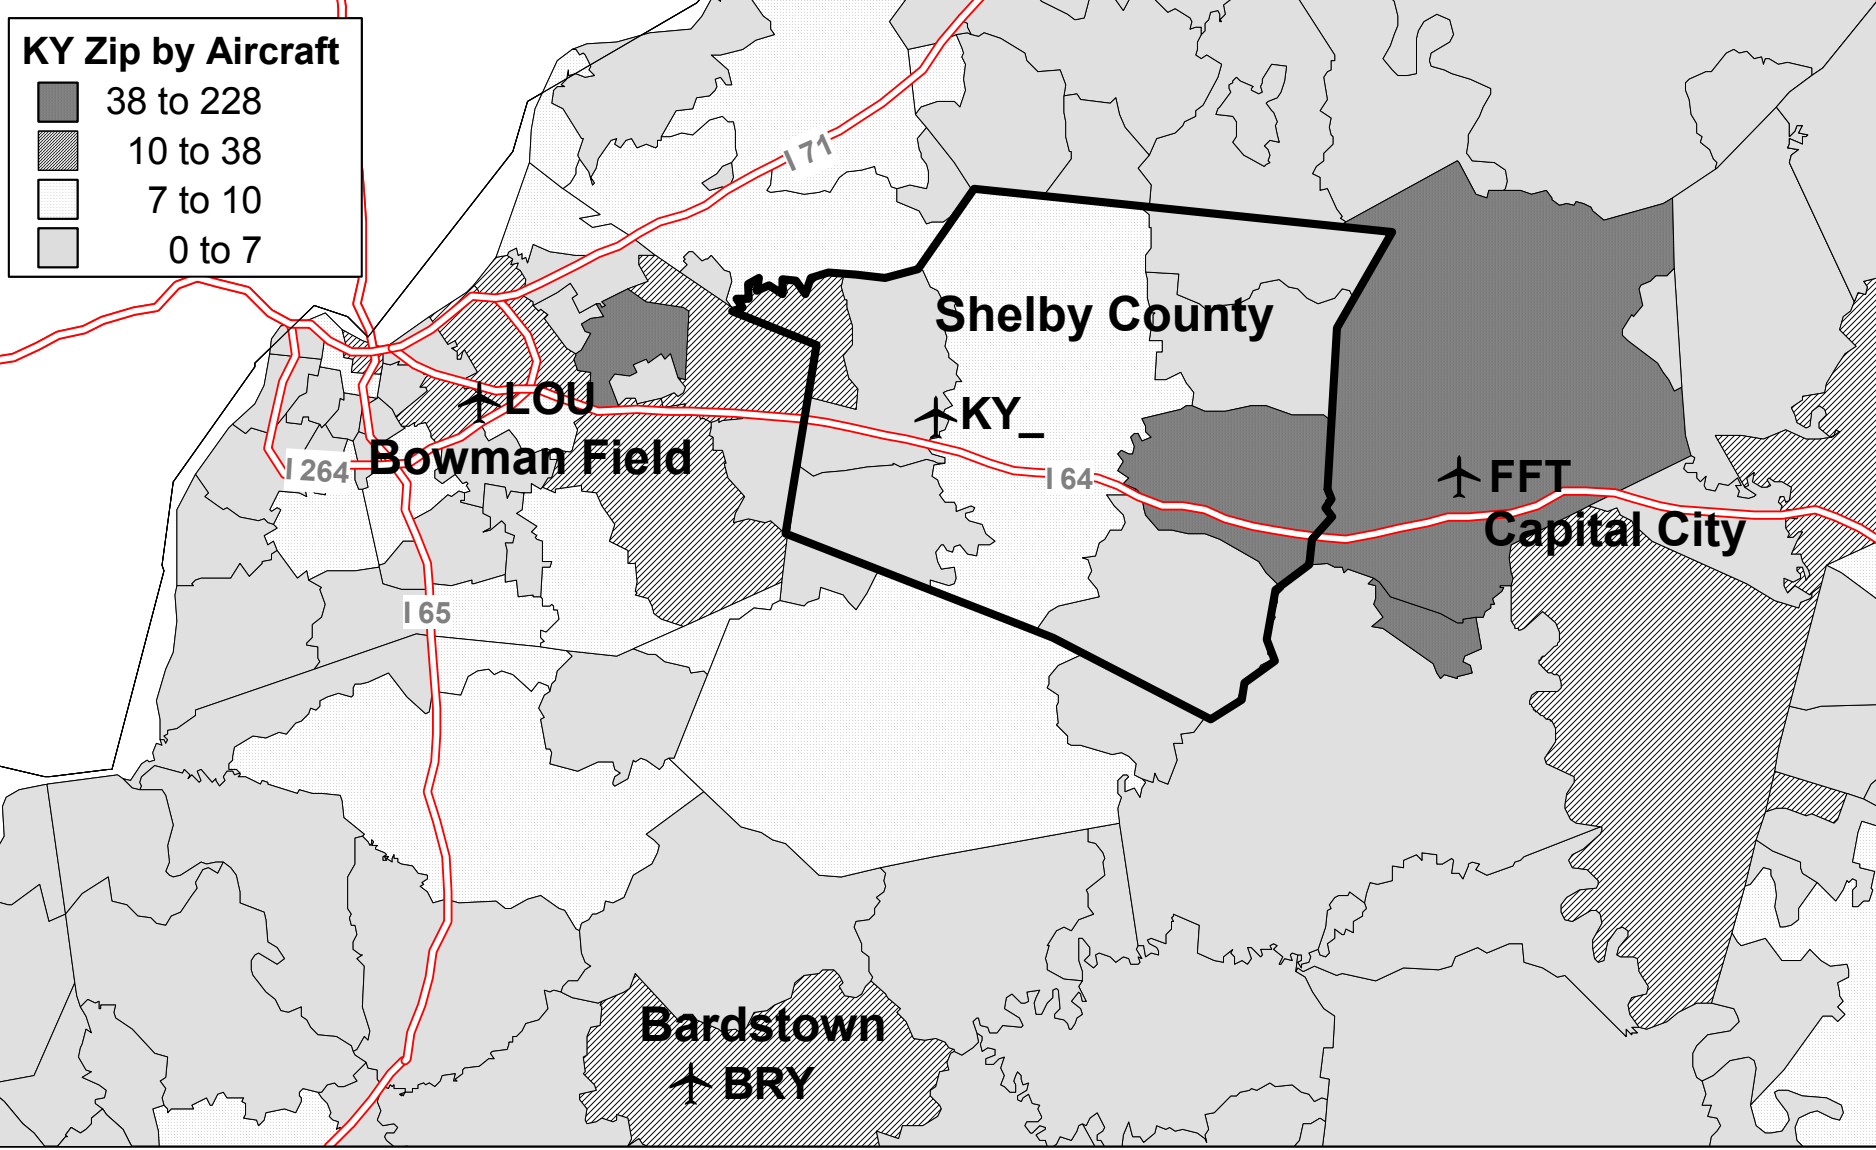 KY Zip by Aircraft
38 to 228
10 to 38
7 to 10
0 to 7
I 71
Shelby County
LOU
KY_
Bowman Field
I 264
I 64
FFT
Capital City
I 65
Bardstown
BRY